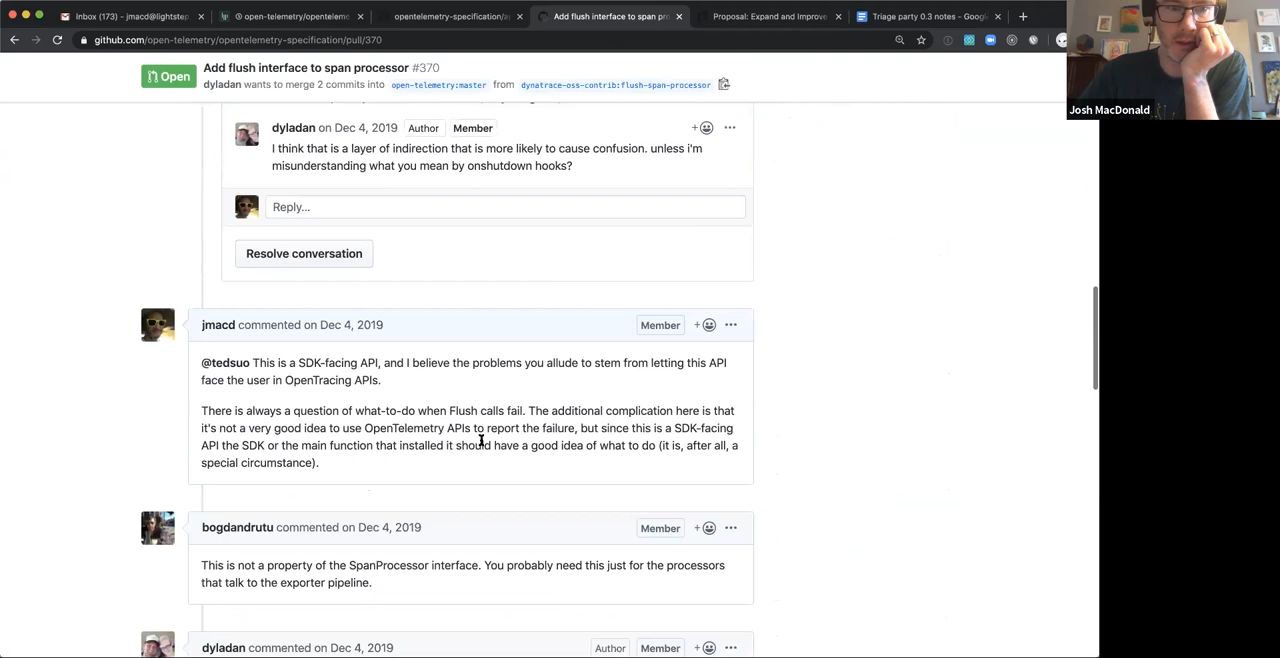 Inbox (173) - jmacd@lightstep
open-telemetry/opentelemc
opentelemetry-specification/a
Add flush interface to span pro
Proposal: Expand and Improve
Triage party 0.3 notes - Googl
github.com/open-telemetry/opentelemetry-specification/pull/370
Josh MacDonald
Open
Add flush interface to span processor #370
dyladan wants to merge 2 commits into open-telemetry:master from dynatrace-oss-contrib:flush-span-processor
dyladan on Dec 4, 2019 Author Member
I think that is a layer of indirection that is more likely to cause confusion. unless i'm
misunderstanding what you mean by onshutdown hooks?
Reply...
Resolve conversation
jmacd commented on Dec 4, 2019 Member
@tedsuo This is a SDK-facing API, and I believe the problems you allude to stem from letting this API
face the user in OpenTracing APIs.
There is always a question of what-to-do when Flush calls fail. The additional complication here is that
it's not a very good idea to use OpenTelemetry APIs to report the failure, but since this is a SDK-facing
API the SDK or the main function that installed it should have a good idea of what to do (it is, after all, a
special circumstance).
bogdandrutu commented on Dec 4, 2019 Member
This is not a property of the SpanProcessor interface. You probably need this just for the processors
that talk to the exporter pipeline.
dyladan commented on Dec 4, 2019 Author Member